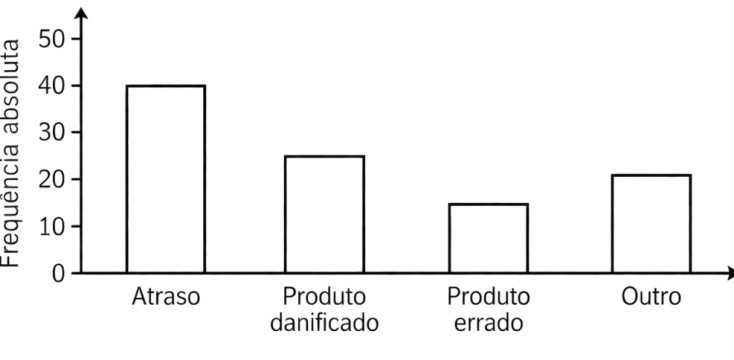 Frequência absoluta
50
40
30
20
10
0
Atraso
Produto
danificado
Produto
errado
Outro